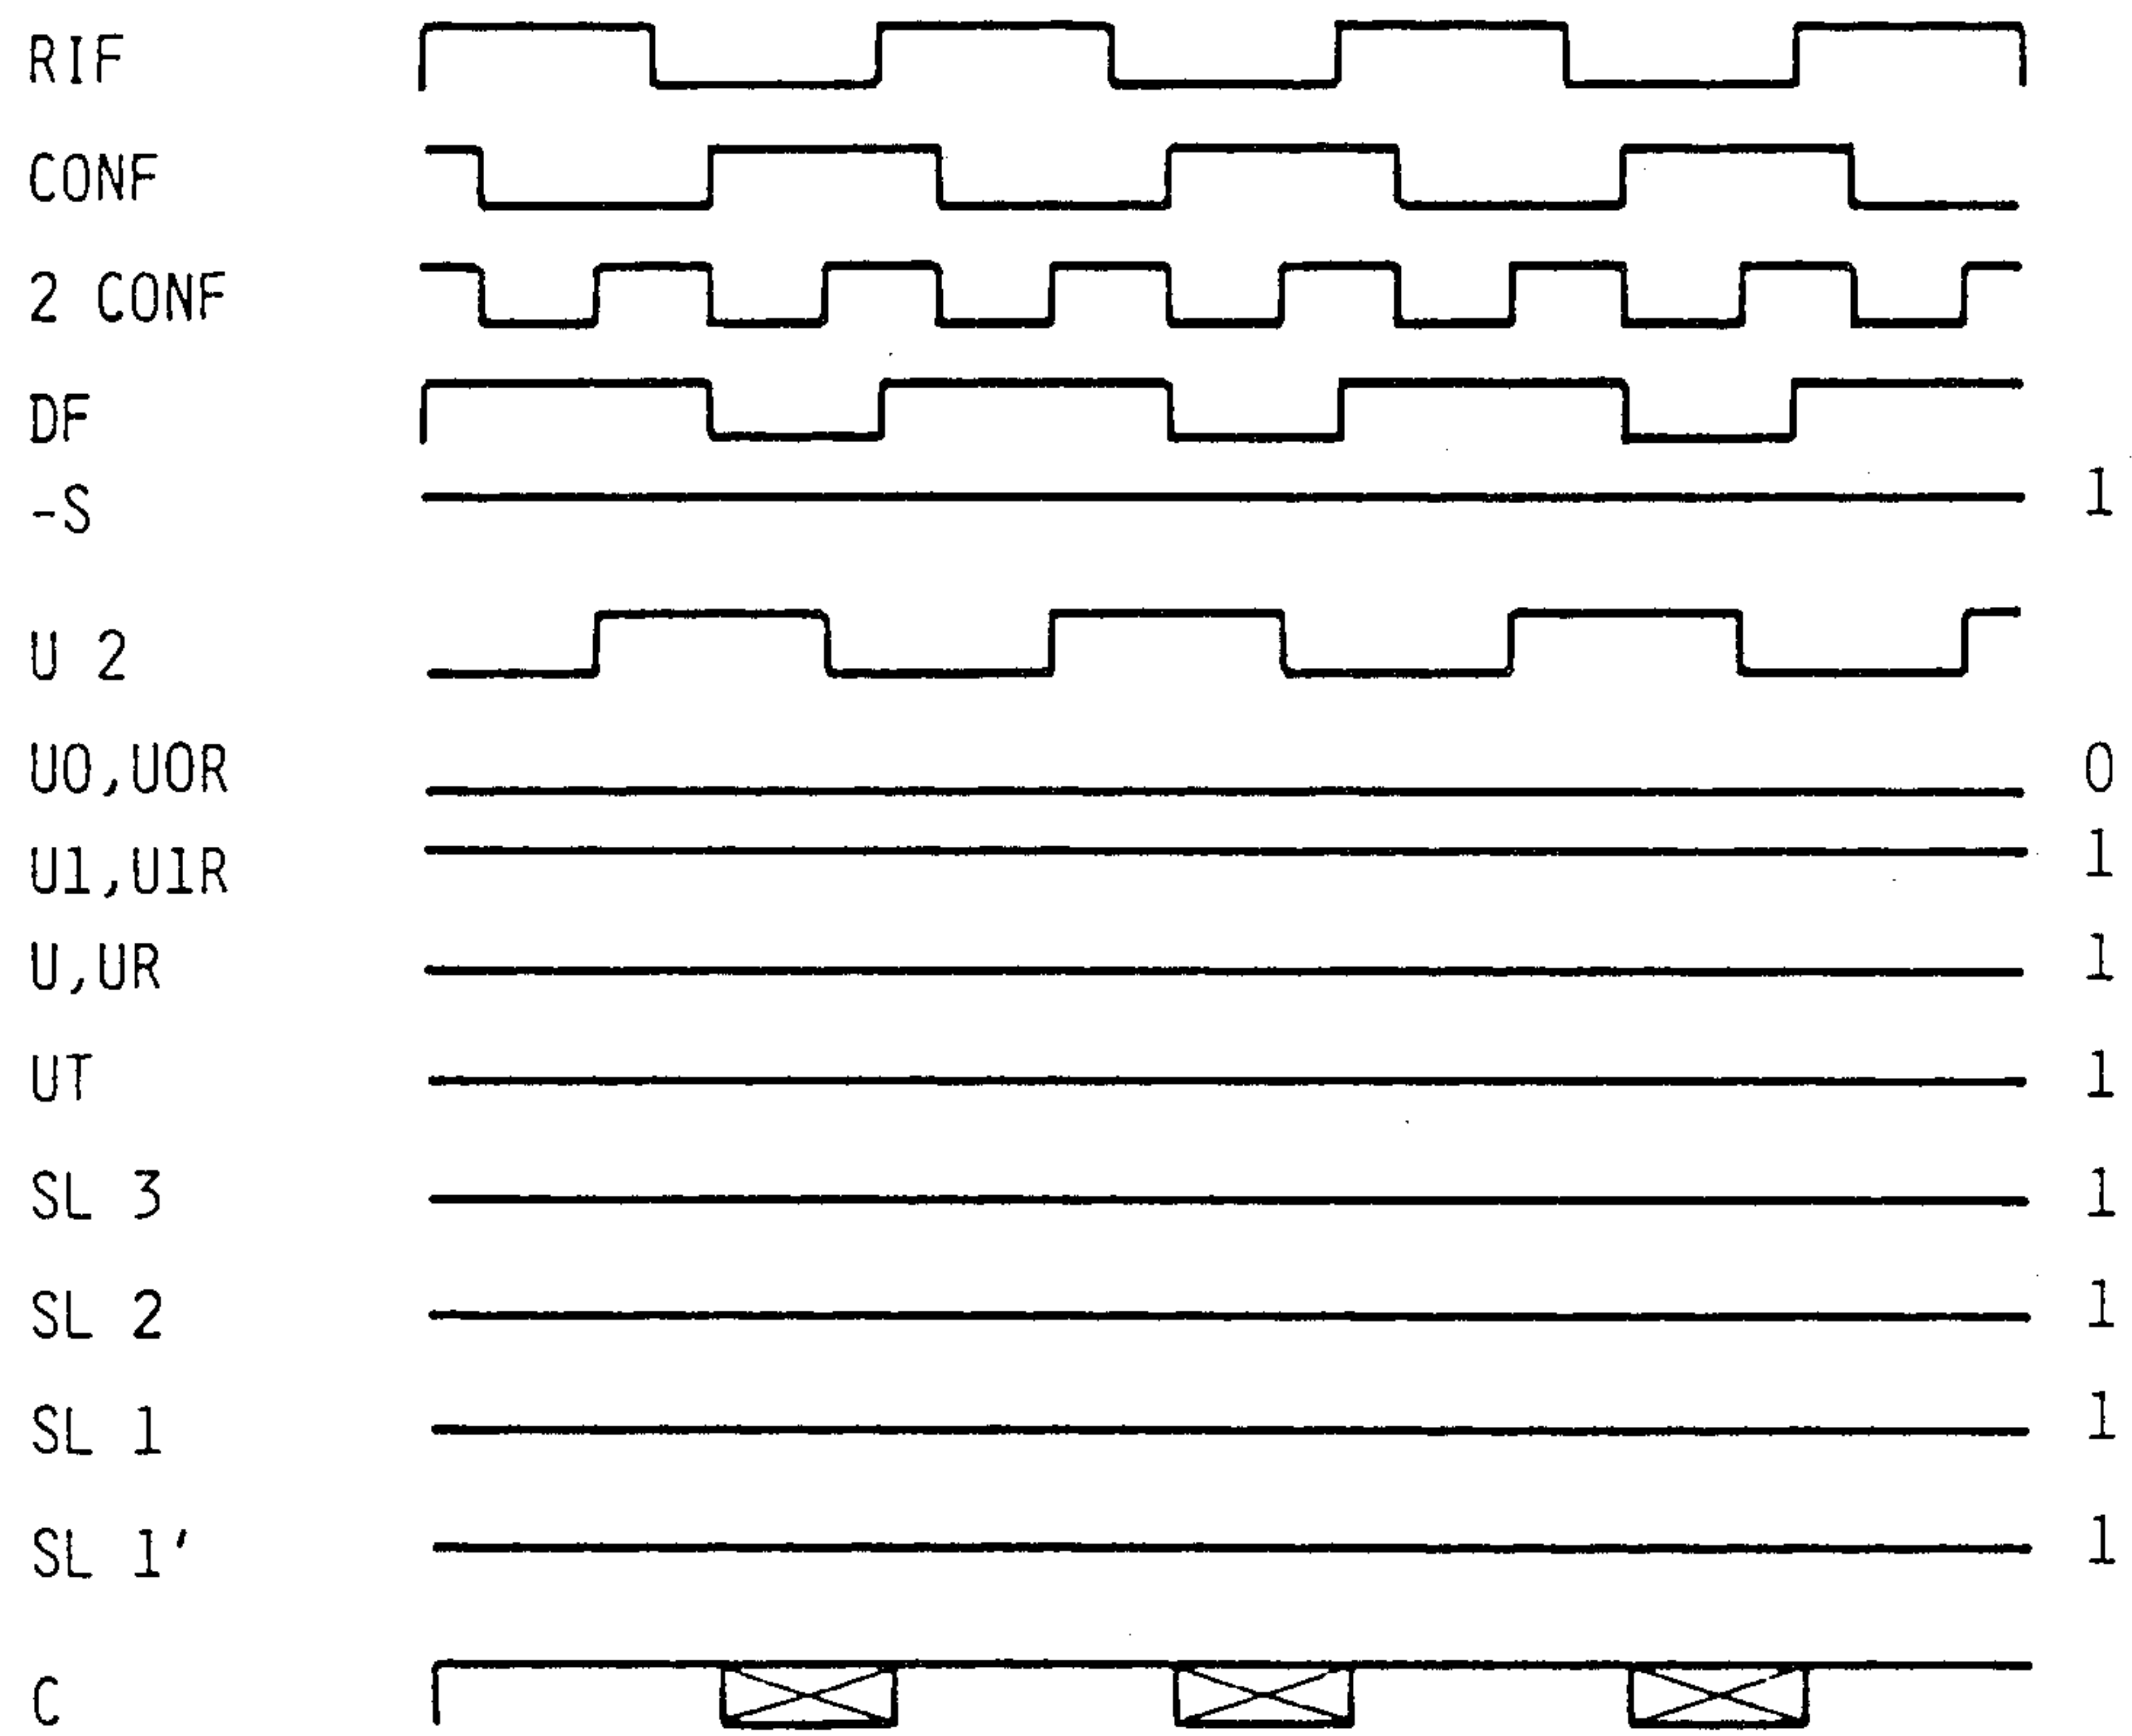 RIF
CONF
2 CONF
DF
-S 1
U 2
U0,U0R 0
U1,U1R 1
U,UR 1
UT 1
SL 3 1
SL 2 1
SL 1 1
SL 1' 1
C